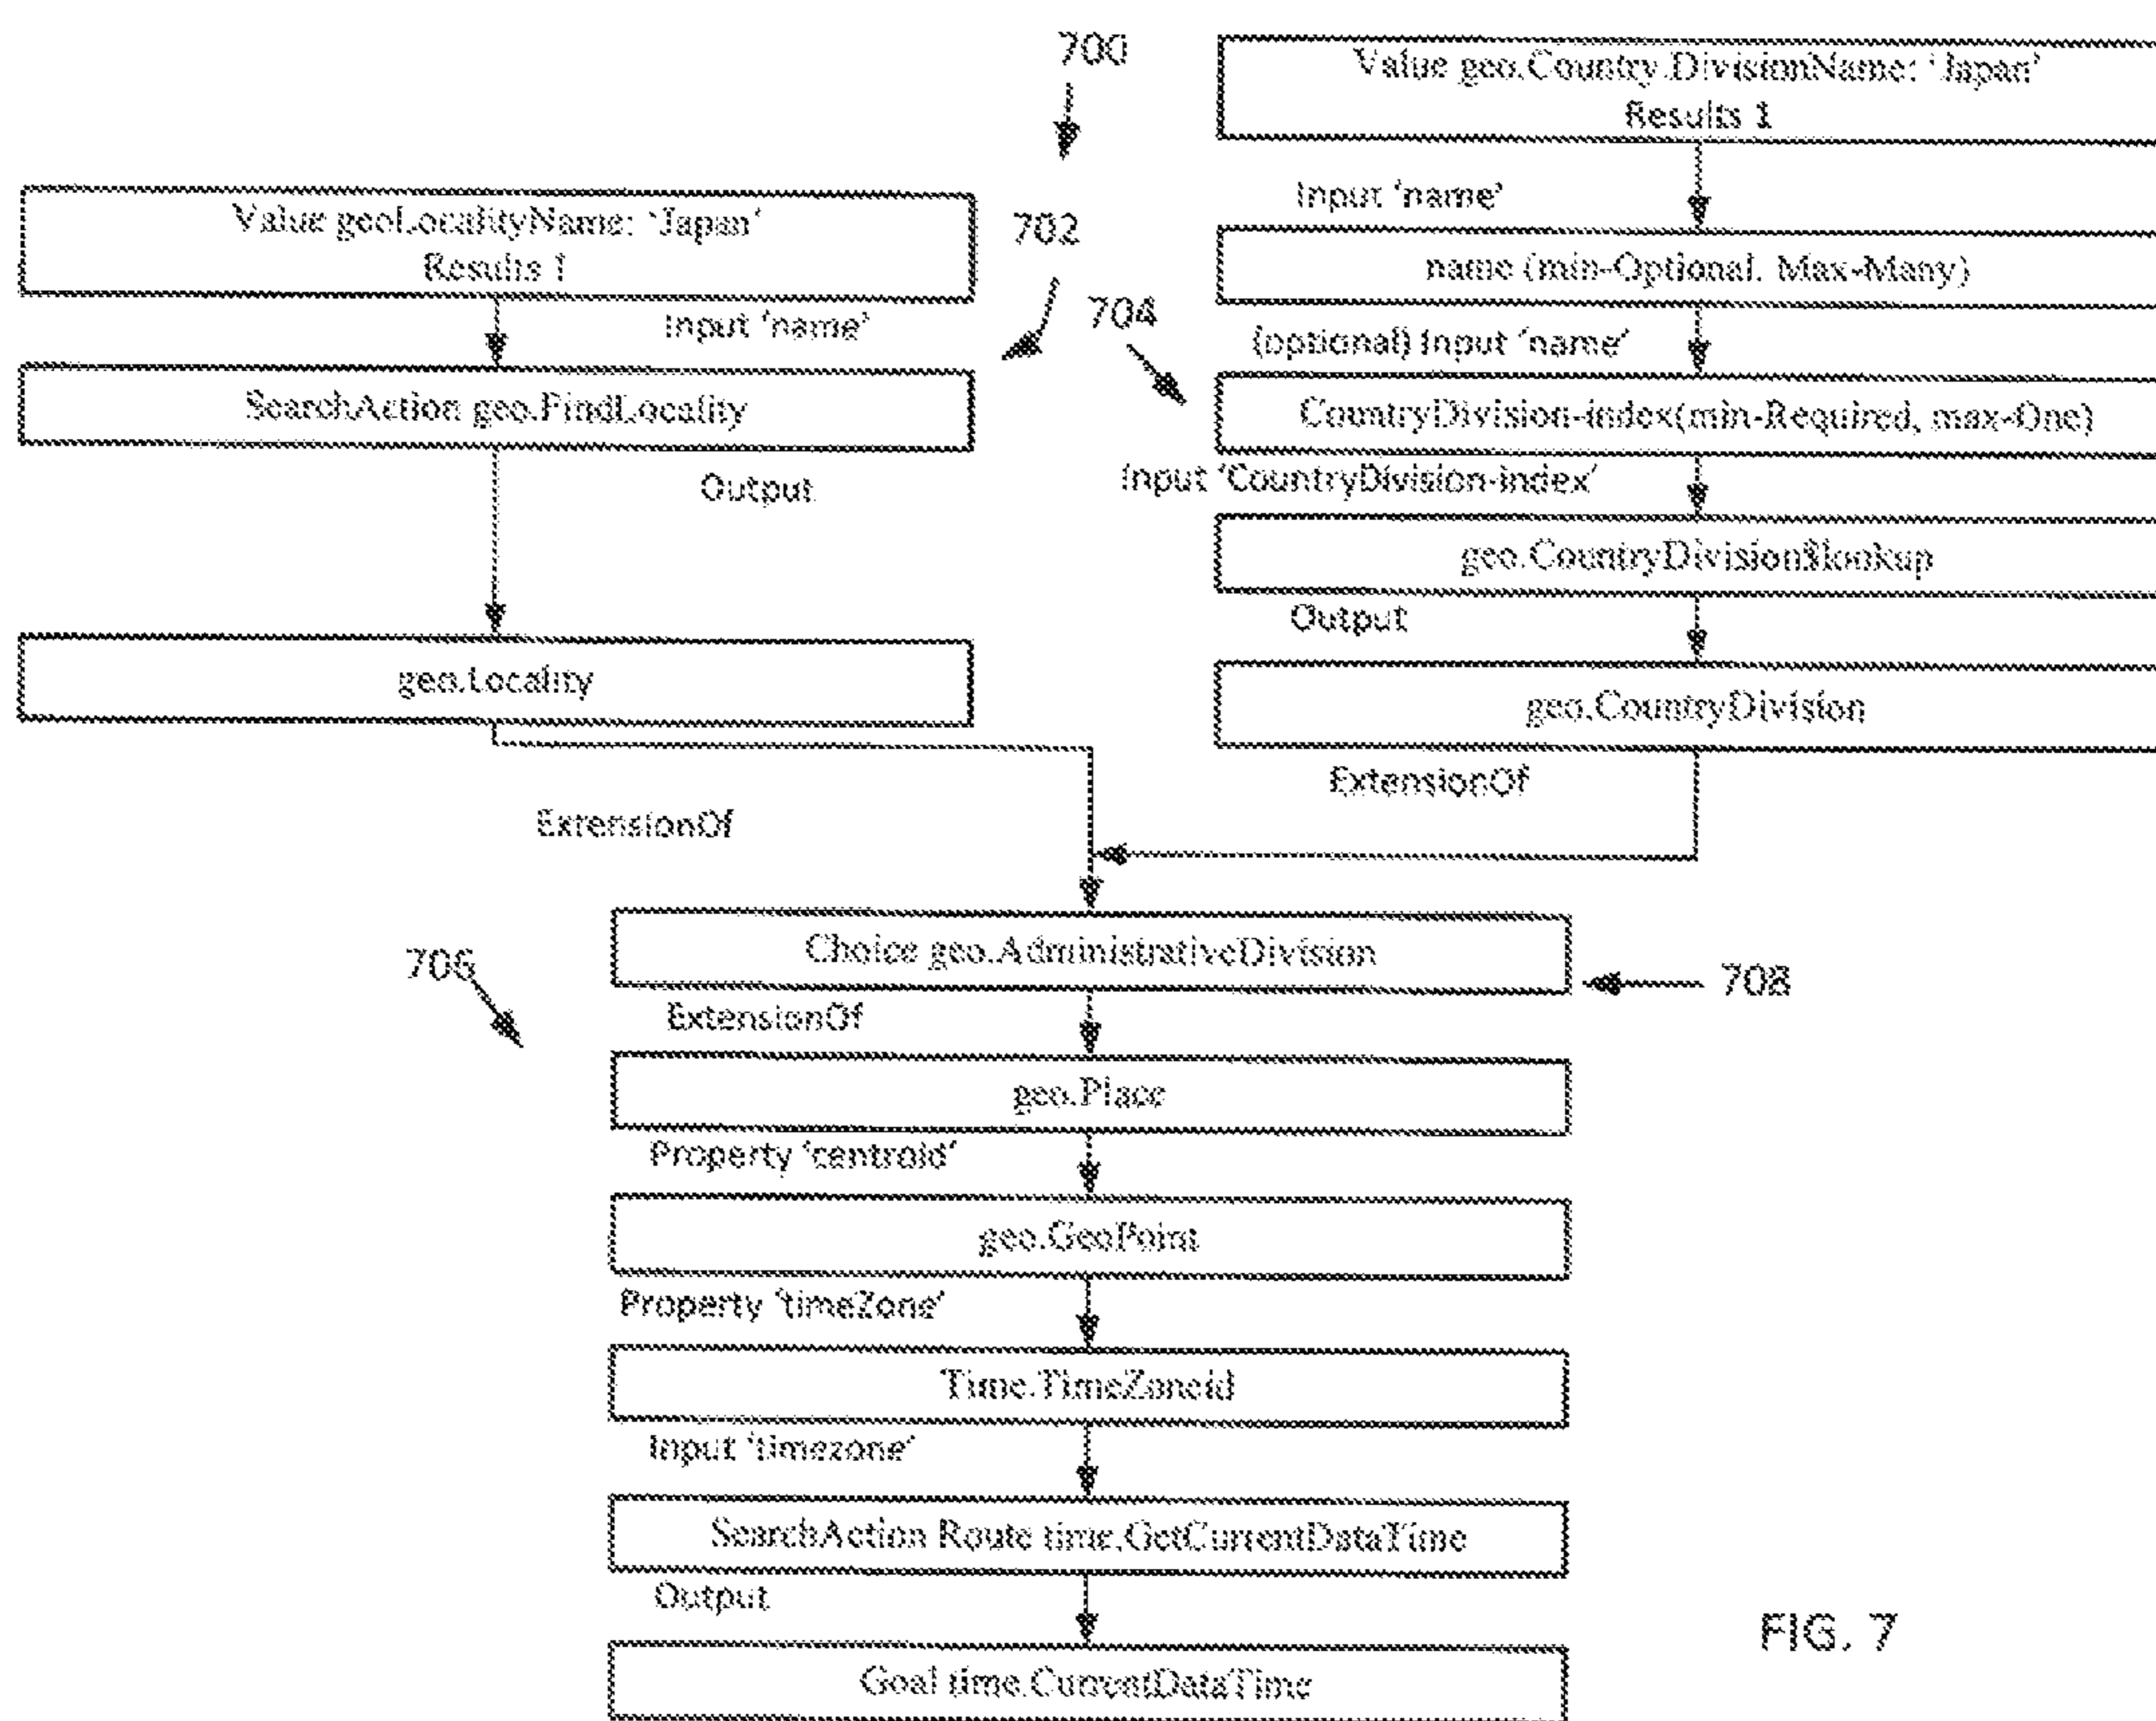 700
Value geo.Country.DivisionName: 'Japan'
Results 1
Input 'name'
Value geoLocalityName: 'Japan'
Results 1
702
name (min-Optional. Max-Many)
Input 'name'
704
(optional) Input 'name'
SearchAction geo.FindLocality
CountryDivision-index(min-Required, max-One)
Output
Input 'CountryDivision-index'
geo.CountryDivision$lookup
Output
geo.Locality
geo.CountryDivision
ExtensionOf
ExtensionOf
Choice geo.AdministrativeDivision
706
708
ExtensionOf
geo.Place
Property 'centroid'
geo.GeoPoint
Property 'timeZone'
Time.TimeZoneid
Input 'timezone'
SearchAction Route time.GetCurrentDataTime
Output
Goal time.CurrentDataTime
FIG. 7